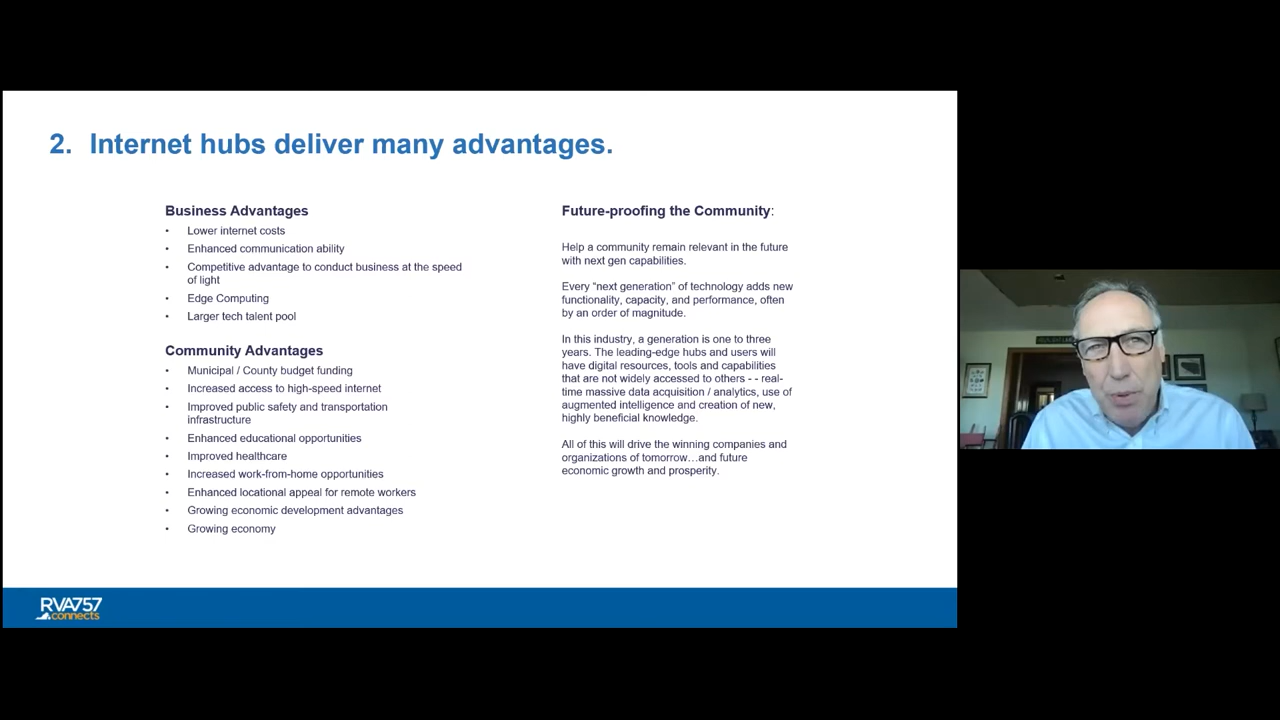 2. Internet hubs deliver many advantages.
Business Advantages
• Lower internet costs
• Enhanced communication ability
• Competitive advantage to conduct business at the speed
of light
• Edge Computing
• Larger tech talent pool
Community Advantages
• Municipal / County budget funding
• Increased access to high-speed internet
• Improved public safety and transportation
infrastructure
• Enhanced educational opportunities
• Improved healthcare
• Increased work-from-home opportunities
• Enhanced locational appeal for remote workers
• Growing economic development advantages
• Growing economy
Future-proofing the Community:
Help a community remain relevant in the future
with next gen capabilities.
Every “next generation” of technology adds new
functionality, capacity, and performance, often
by an order of magnitude.
In this industry, a generation is one to three
years. The leading-edge hubs and users will
have digital resources, tools and capabilities
that are not widely accessed to others - - real-
time massive data acquisition / analytics, use of
augmented intelligence and creation of new,
highly beneficial knowledge.
All of this will drive the winning companies and
organizations of tomorrow…and future
economic growth and prosperity.
RVA757
connects